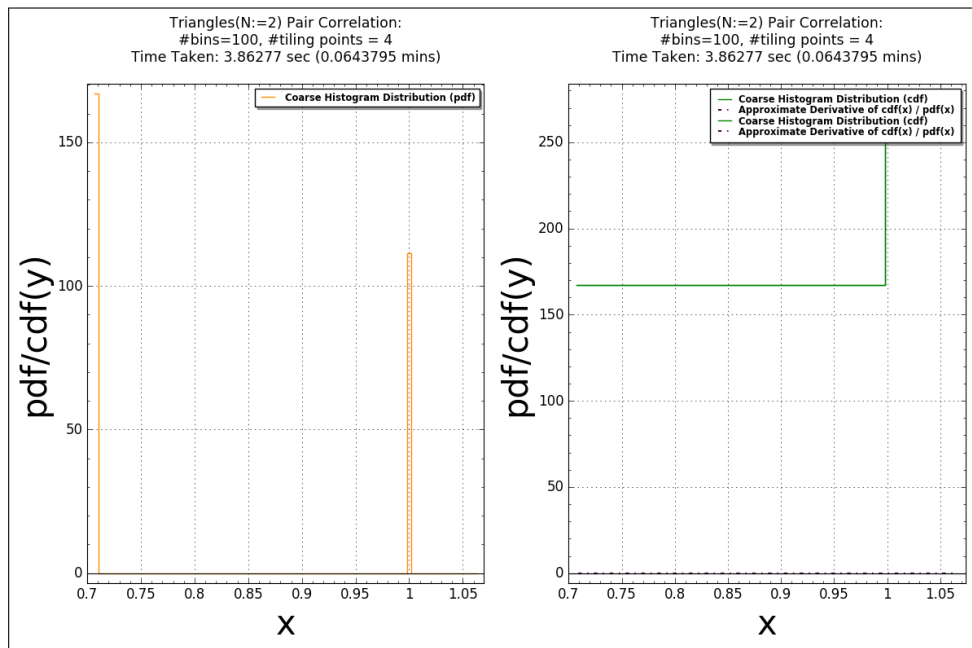 Triangles(N:=2) Pair Correlation:
#bins=100, #tiling points = 4
Time Taken: 3.86277 sec (0.0643795 mins)
Coarse Histogram Distribution (pdf)
pdf/cdf(y)
150
100
50
0
0.7 0.75 0.8 0.85 0.9 0.95 1 1.05
x
Triangles(N:=2) Pair Correlation:
#bins=100, #tiling points = 4
Time Taken: 3.86277 sec (0.0643795 mins)
Coarse Histogram Distribution (cdf)
Approximate Derivative of cdf(x) / pdf(x)
Coarse Histogram Distribution (cdf)
Approximate Derivative of cdf(x) / pdf(x)
pdf/cdf(y)
250
200
150
100
50
0
0.7 0.75 0.8 0.85 0.9 0.95 1 1.05
x